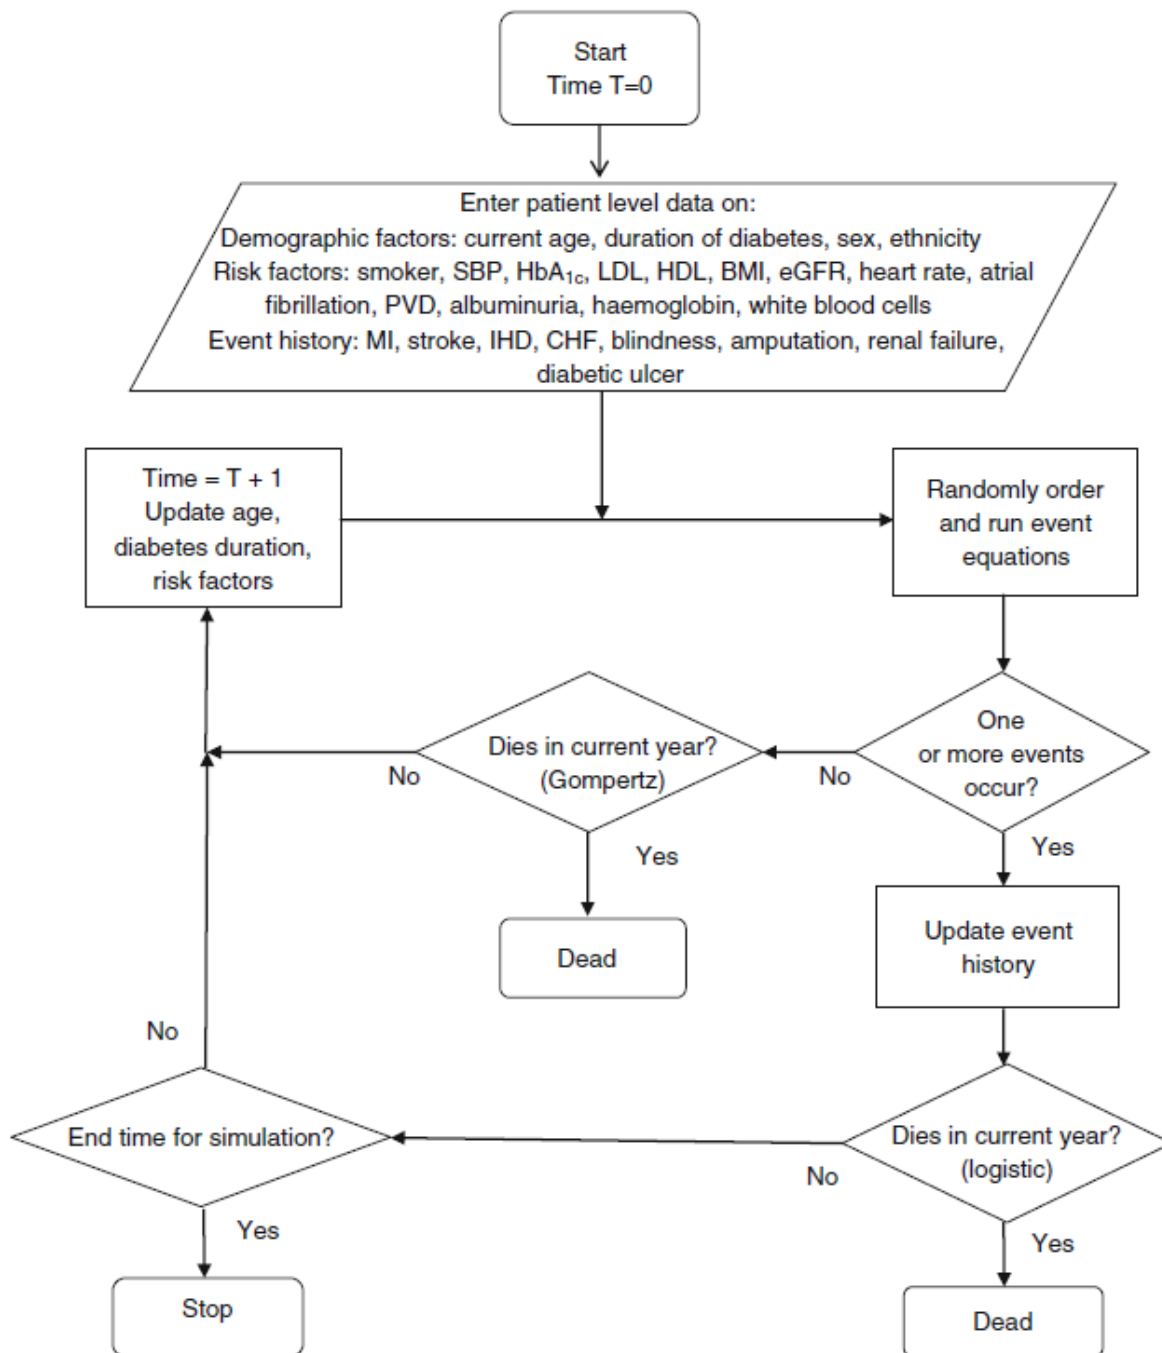 Start
Time T=0
Enter patient level data on:
Demographic factors: current age, duration of diabetes, sex, ethnicity
Risk factors: smoker, SBP, HbA1c, LDL, HDL, BMI, eGFR, heart rate, atrial
fibrillation, PVD, albuminuria, haemoglobin, white blood cells
Event history: MI, stroke, IHD, CHF, blindness, amputation, renal failure,
diabetic ulcer
Time = T + 1
Update age,
diabetes duration,
risk factors
Randomly order
and run event
equations
One
or more events
occur?
No
Yes
Dies in current year?
(Gompertz)
No
Yes
Dead
Update event
history
Dies in current year?
(logistic)
No
Yes
Dead
End time for simulation?
No
Yes
Stop